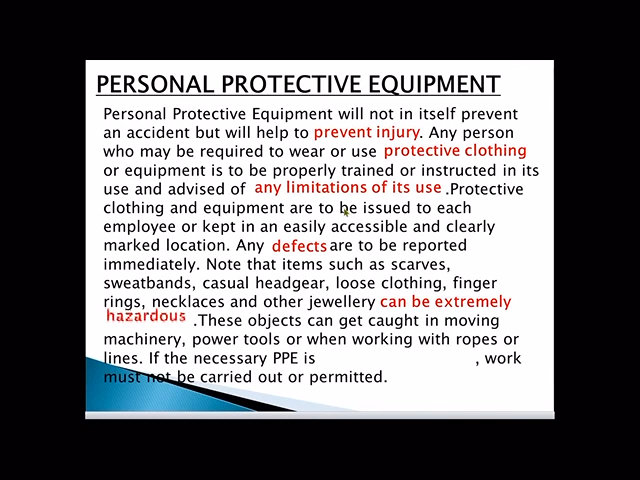 PERSONAL PROTECTIVE EQUIPMENT
Personal Protective Equipment will not in itself prevent
an accident but will help to prevent injury. Any person
who may be required to wear or use protective clothing
or equipment is to be properly trained or instructed in its
use and advised of any limitations of its use .Protective
clothing and equipment are to be issued to each
employee or kept in an easily accessible and clearly
marked location. Any defects are to be reported
immediately. Note that items such as scarves,
sweatbands, casual headgear, loose clothing, finger
rings, necklaces and other jewellery can be extremely
hazardous .These objects can get caught in moving
machinery, power tools or when working with ropes or
lines. If the necessary PPE is , work
must not be carried out or permitted.